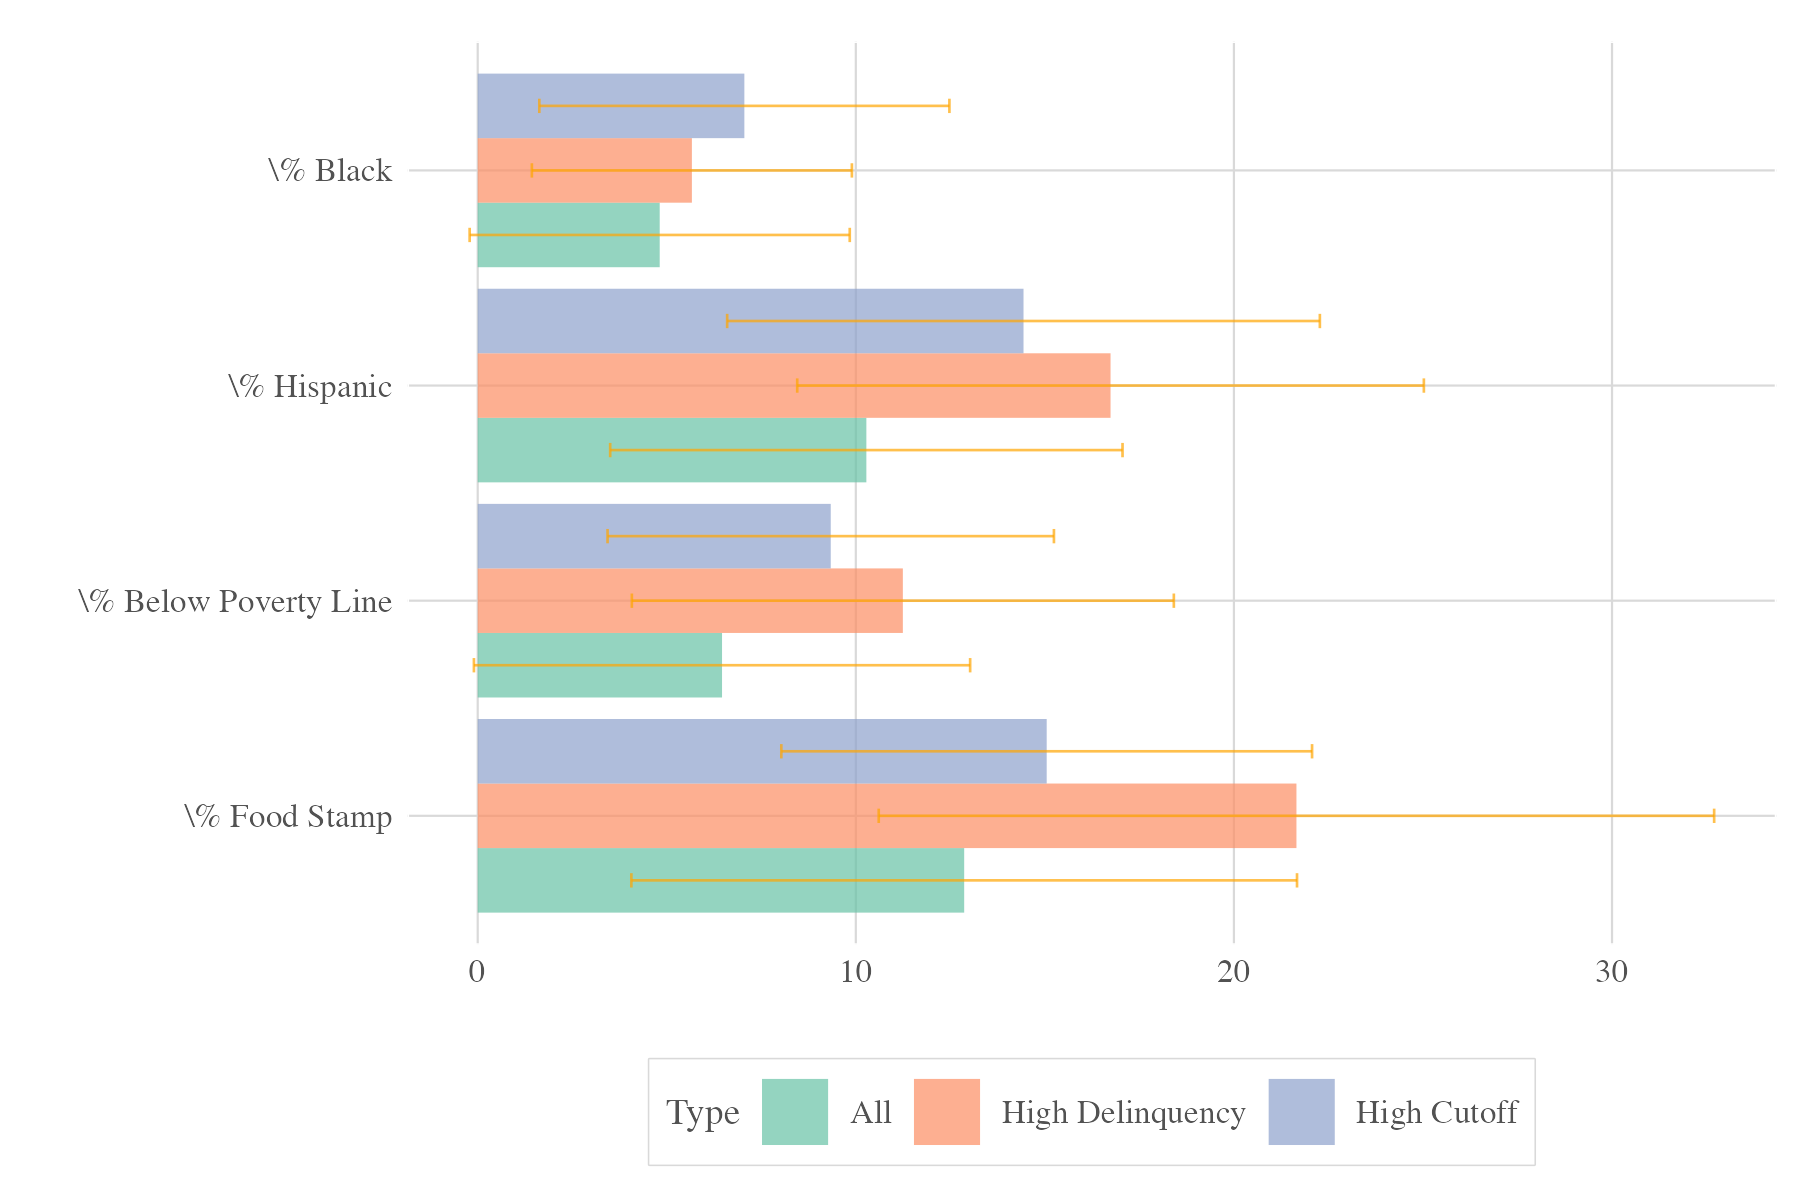 \% Black
\% Hispanic
\% Below Poverty Line
\% Food Stamp
0 10 20 30
Type All High Delinquency High Cutoff